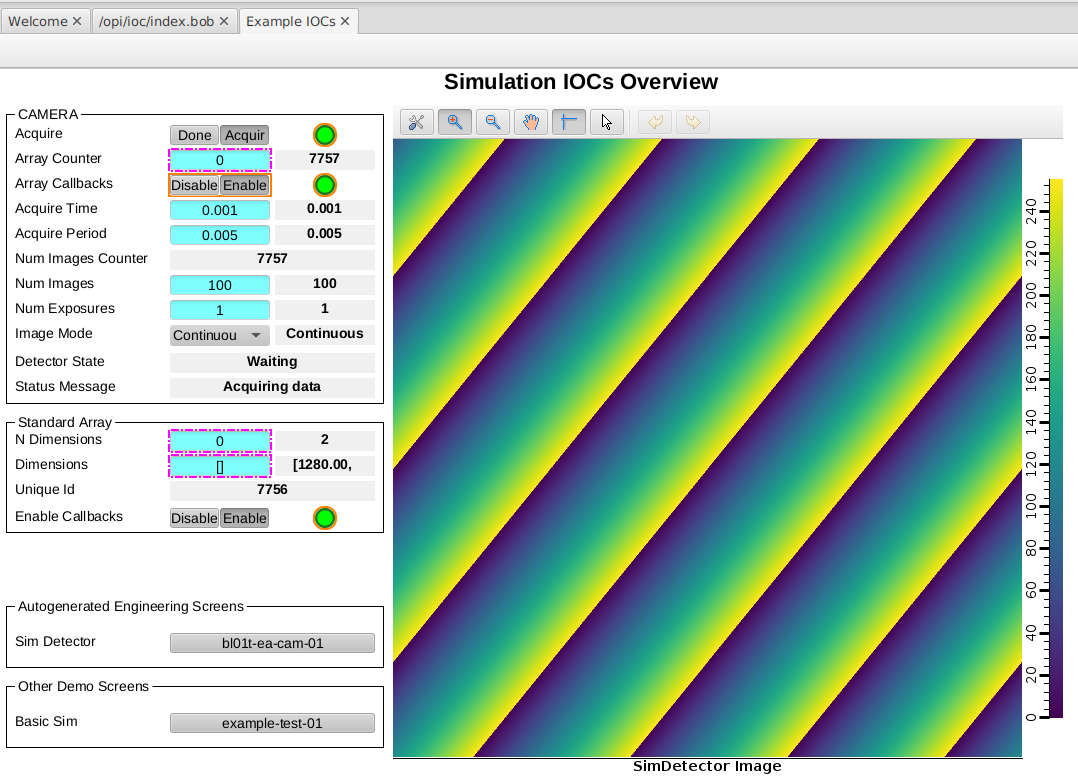 Welcome
/opi/ioc/index.bob
Example IOCs
Simulation IOCs Overview
CAMERA
Acquire Done Acquir
Array Counter 0 7757
Array Callbacks Disable Enable
Acquire Time 0.001 0.001
Acquire Period 0.005 0.005
Num Images Counter 7757
Num Images 100 100
Num Exposures 1 1
Image Mode Continuou Continuous
Detector State Waiting
Status Message Acquiring data
Standard Array
N Dimensions 0 2
Dimensions [] [1280.00,
Unique Id 7756
Enable Callbacks Disable Enable
Autogenerated Engineering Screens
Sim Detector bl01t-ea-cam-01
Other Demo Screens
Basic Sim example-test-01
240
220
200
180
160
140
120
100
80
60
40
20
0
SimDetector Image